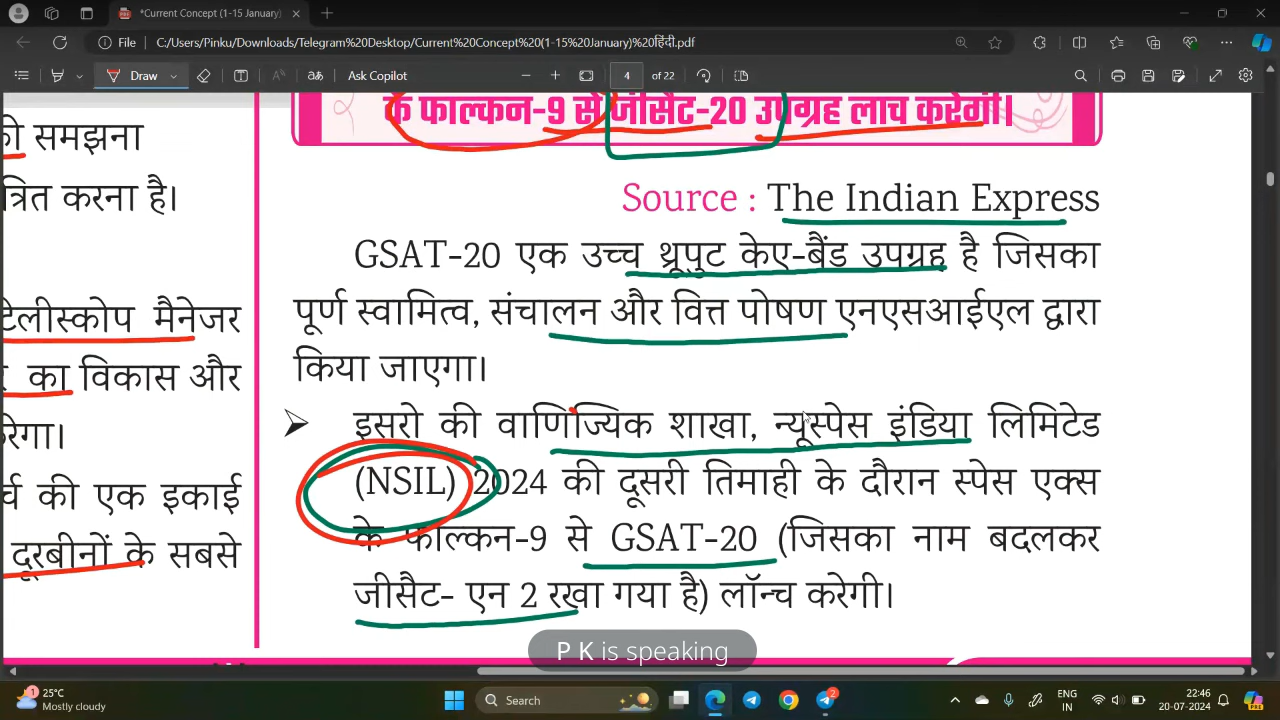 *Current Concept (1-15 January)
File C:/Users/Pinku/Downloads/Telegram%20Desktop/Current%20Concept%20(1-15%20January)%20हिंदी.pdf
Draw aあ Ask Copilot 4 of 22
के फाल्कन-9 से जीसैट-20 उपग्रह लाच करेगी।
की समझना
त्रित करना है।
टेलीस्कोप मैनेजर
र का विकास और
रेगा।
र्च की एक इकाई
दूरबीनों के सबसे
Source : The Indian Express
GSAT-20 एक उच्च थ्रूपुट केए-बैंड उपग्रह है जिसका
पूर्ण स्वामित्व, संचालन और वित्त पोषण एनएसआईएल द्वारा
किया जाएगा।
➢ इसरो की वाणिज्यिक शाखा, न्यूस्पेस इंडिया लिमिटेड
(NSIL) 2024 की दूसरी तिमाही के दौरान स्पेस एक्स
के फाल्कन-9 से GSAT-20 (जिसका नाम बदलकर
जीसैट- एन 2 रखा गया है) लॉन्च करेगी।
P K is speaking
1 25°C
Mostly cloudy
Search
2
ENG
IN
22:46
20-07-2024